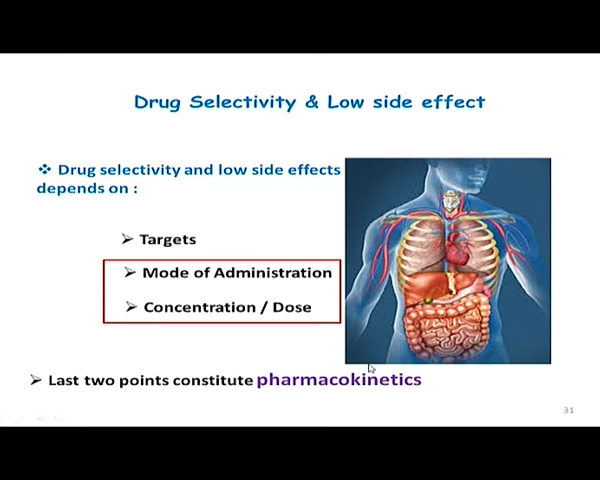 Drug Selectivity & Low side effect
❖ Drug selectivity and low side effects
depends on :
➢ Targets
➢ Mode of Administration
➢ Concentration / Dose
➢ Last two points constitute pharmacokinetics
31